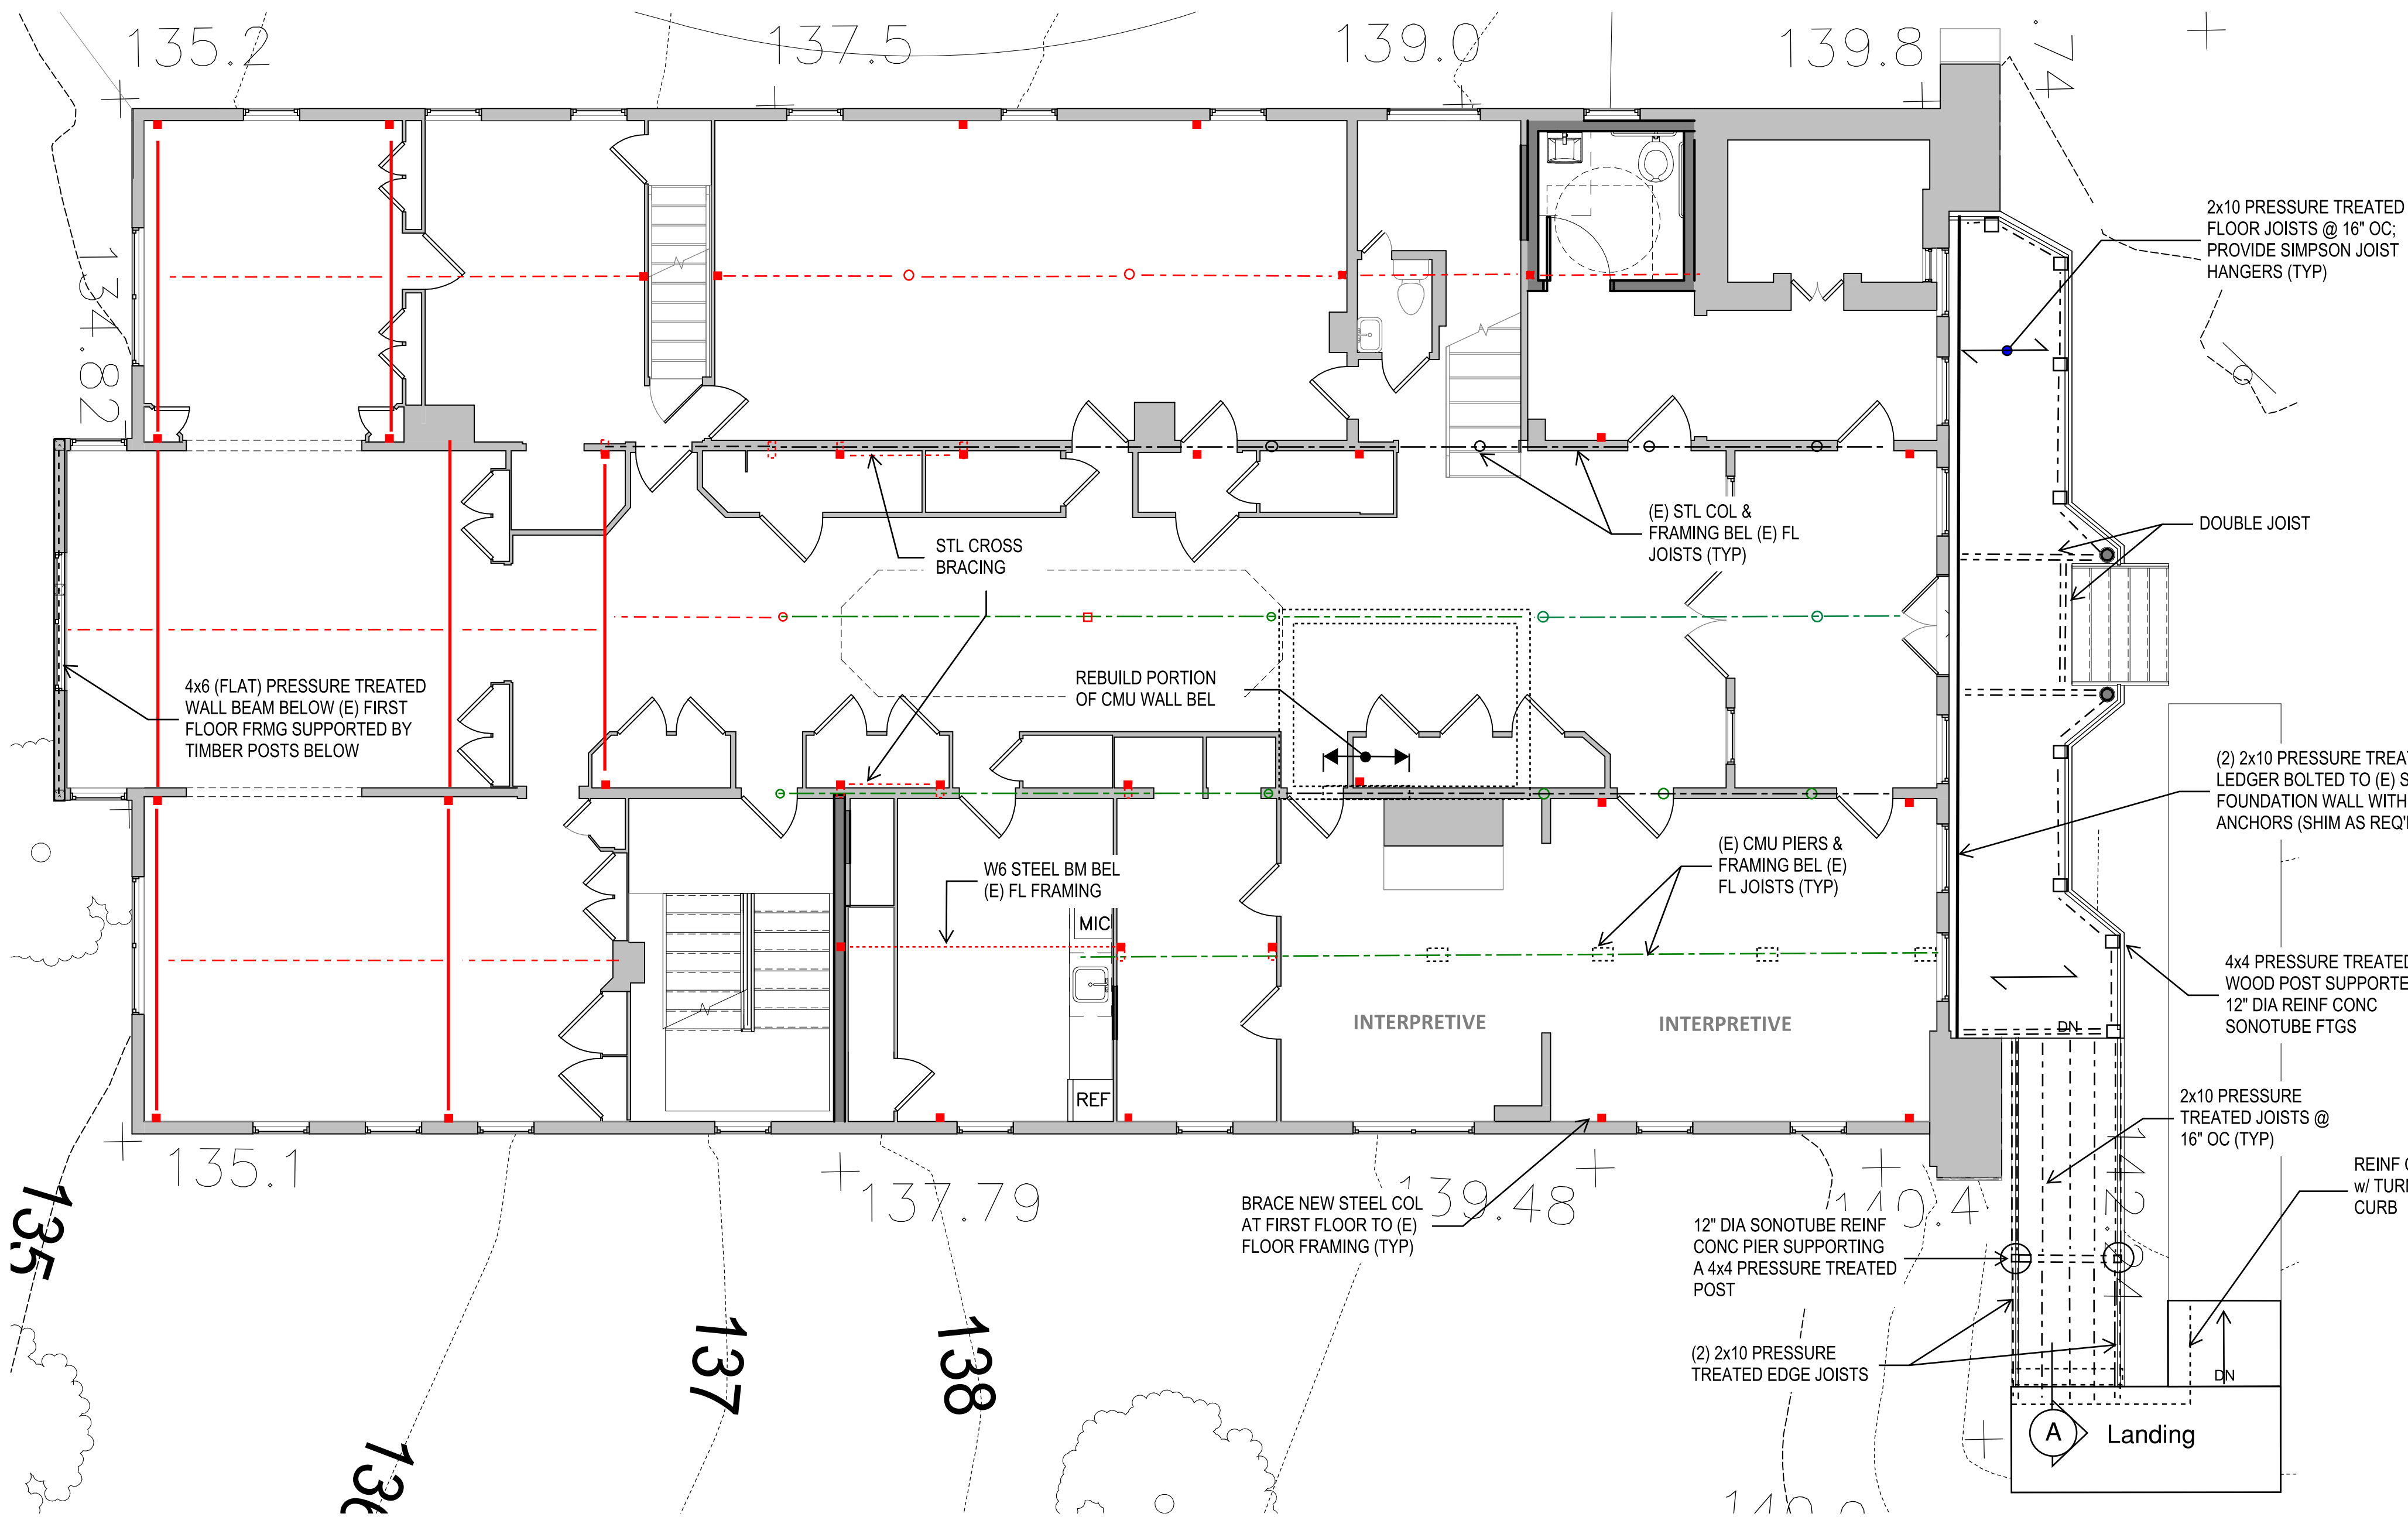 135.2
137.5
139.0
139.8
.74
134.82
2x10 PRESSURE TREATED
FLOOR JOISTS @ 16" OC;
PROVIDE SIMPSON JOIST
HANGERS (TYP)
(E) STL COL &
FRAMING BEL (E) FL
JOISTS (TYP)
DOUBLE JOIST
STL CROSS
BRACING
4x6 (FLAT) PRESSURE TREATED
WALL BEAM BELOW (E) FIRST
FLOOR FRMG SUPPORTED BY
TIMBER POSTS BELOW
REBUILD PORTION
OF CMU WALL BEL
(2) 2x10 PRESSURE TREA
LEDGER BOLTED TO (E) S
FOUNDATION WALL WITH
ANCHORS (SHIM AS REQ'
W6 STEEL BM BEL
(E) FL FRAMING
(E) CMU PIERS &
FRAMING BEL (E)
FL JOISTS (TYP)
MIC
REF
4x4 PRESSURE TREATED
WOOD POST SUPPORTE
12" DIA REINF CONC
SONOTUBE FTGS
INTERPRETIVE
INTERPRETIVE
DN
2x10 PRESSURE
TREATED JOISTS @
16" OC (TYP)
135.1
137.79
139.48
140.4
BRACE NEW STEEL COL
AT FIRST FLOOR TO (E)
FLOOR FRAMING (TYP)
12" DIA SONOTUBE REINF
CONC PIER SUPPORTING
A 4x4 PRESSURE TREATED
POST
REINF
w/ TUR
CURB
135
136
137
138
(2) 2x10 PRESSURE
TREATED EDGE JOISTS
DN
A
Landing